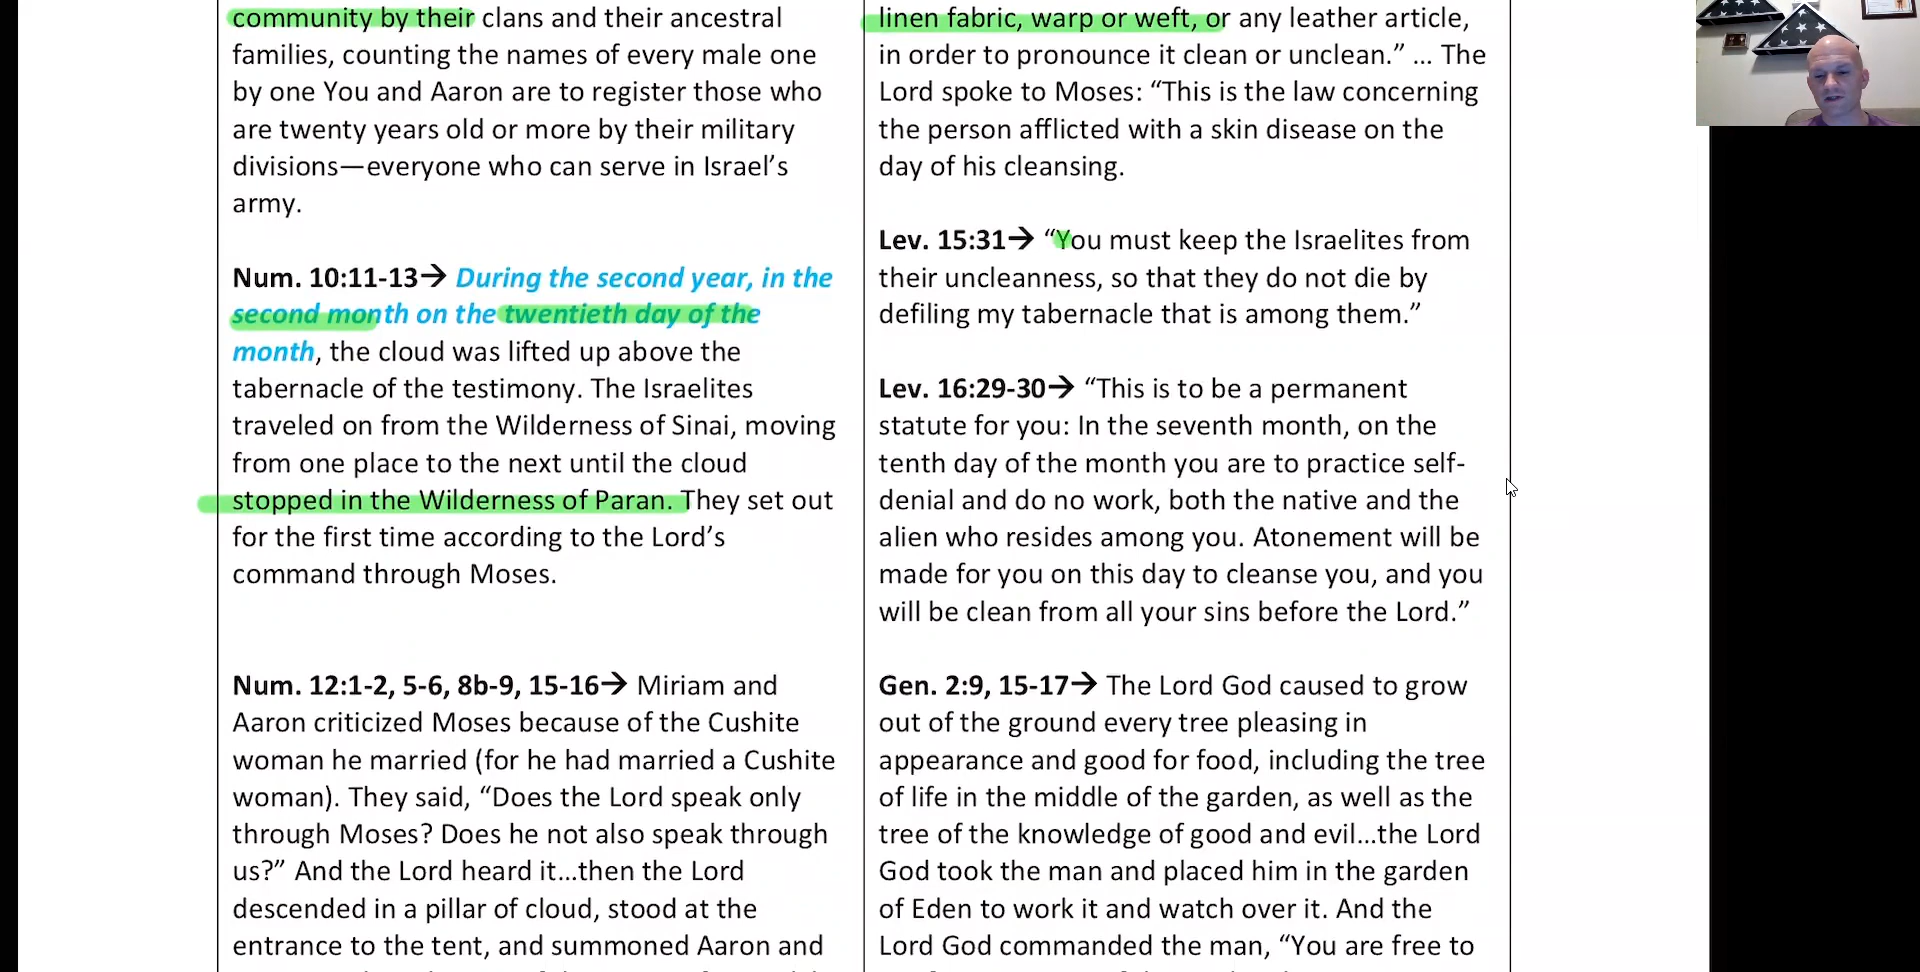 community by their clans and their ancestral
families, counting the names of every male one
by one You and Aaron are to register those who
are twenty years old or more by their military
divisions—everyone who can serve in Israel’s
army.
Num. 10:11-13→ During the second year, in the
second month on the twentieth day of the
month, the cloud was lifted up above the
tabernacle of the testimony. The Israelites
traveled on from the Wilderness of Sinai, moving
from one place to the next until the cloud
stopped in the Wilderness of Paran. They set out
for the first time according to the Lord’s
command through Moses.
Num. 12:1-2, 5-6, 8b-9, 15-16→ Miriam and
Aaron criticized Moses because of the Cushite
woman he married (for he had married a Cushite
woman). They said, “Does the Lord speak only
through Moses? Does he not also speak through
us?” And the Lord heard it…then the Lord
descended in a pillar of cloud, stood at the
entrance to the tent, and summoned Aaron and
linen fabric, warp or weft, or any leather article,
in order to pronounce it clean or unclean.” … The
Lord spoke to Moses: “This is the law concerning
the person afflicted with a skin disease on the
day of his cleansing.
Lev. 15:31→ “You must keep the Israelites from
their uncleanness, so that they do not die by
defiling my tabernacle that is among them.”
Lev. 16:29-30→ “This is to be a permanent
statute for you: In the seventh month, on the
tenth day of the month you are to practice self-
denial and do no work, both the native and the
alien who resides among you. Atonement will be
made for you on this day to cleanse you, and you
will be clean from all your sins before the Lord.”
Gen. 2:9, 15-17→ The Lord God caused to grow
out of the ground every tree pleasing in
appearance and good for food, including the tree
of life in the middle of the garden, as well as the
tree of the knowledge of good and evil…the Lord
God took the man and placed him in the garden
of Eden to work it and watch over it. And the
Lord God commanded the man, “You are free to